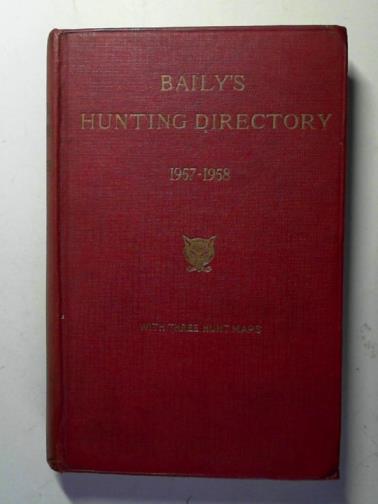 BAILY'S
HUNTING DIRECTORY
1957-1958
WITH THREE HUNT MAPS